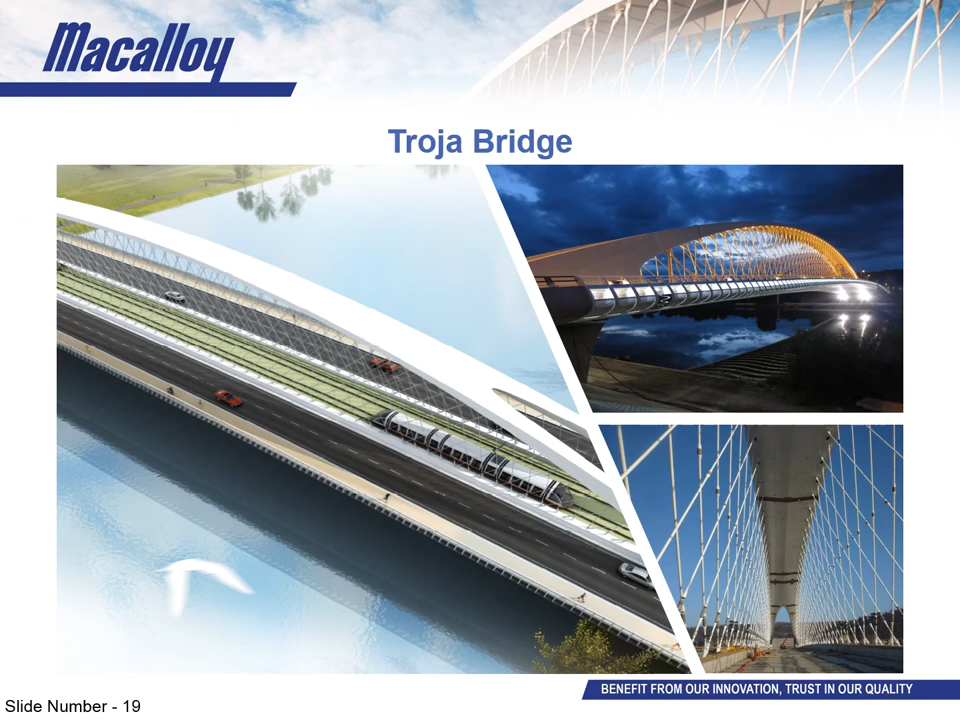 Macalloy
Troja Bridge
BENEFIT FROM OUR INNOVATION, TRUST IN OUR QUALITY
Slide Number - 19